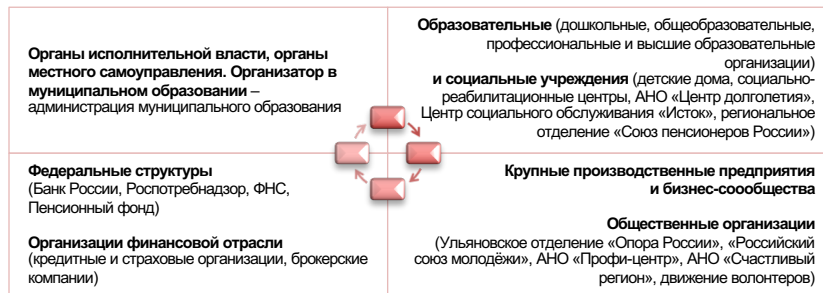 Органы исполнительной власти, органы
местного самоуправления. Организатор в
муниципальном образовании –
администрация муниципального образования
Образовательные (дошкольные, общеобразовательные,
профессиональные и высшие образовательные
организации)
и социальные учреждения (детские дома, социально-
реабилитационные центры, АНО «Центр долголетия»,
Центр социального обслуживания «Исток», региональное
отделение «Союз пенсионеров России»)
Федеральные структуры
(Банк России, Роспотребнадзор, ФНС,
Пенсионный фонд)
Организации финансовой отрасли
(кредитные и страховые организации, брокерские
компании)
Крупные производственные предприятия
и бизнес-соообщества
Общественные организации
(Ульяновское отделение «Опора России», «Российский
союз молодёжи», АНО «Профи-центр», АНО «Счастливый
регион», движение волонтеров)